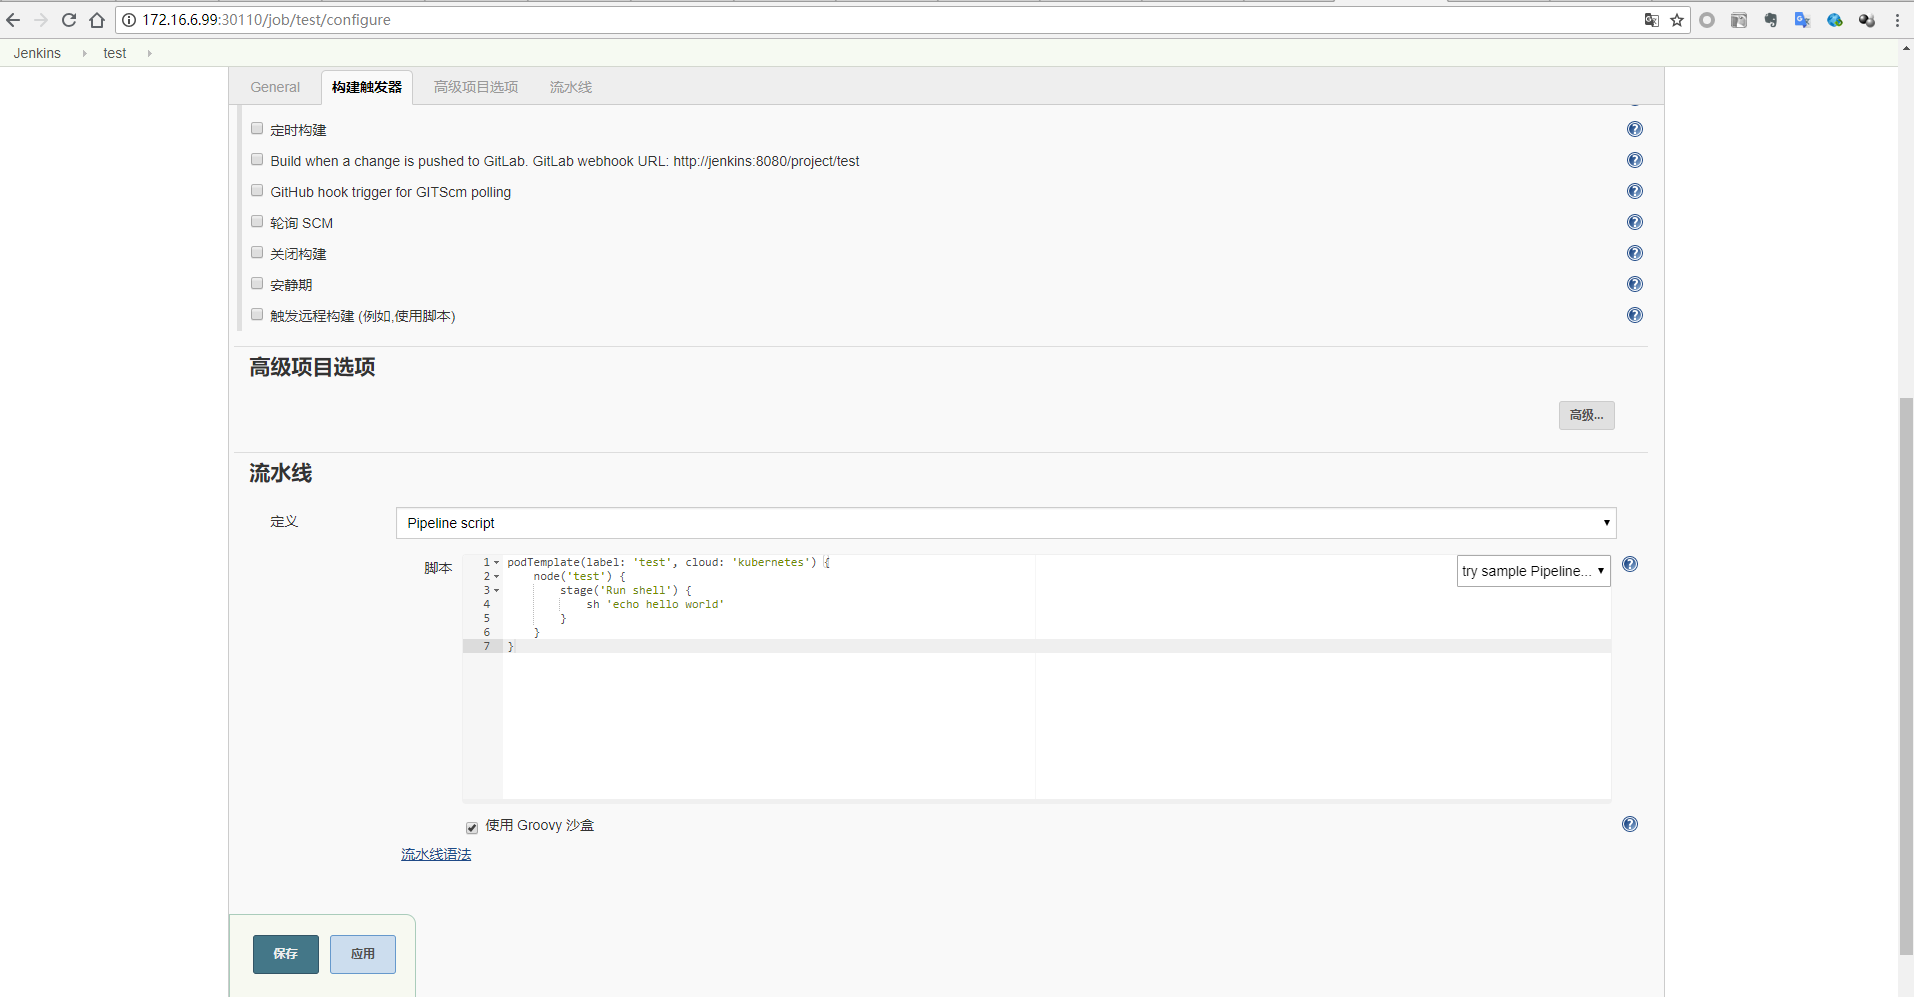 172.16.6.99:30110/job/test/configure
Jenkins test
General 构建触发器 高级项目选项 流水线
定时构建
Build when a change is pushed to GitLab. GitLab webhook URL: http://jenkins:8080/project/test
GitHub hook trigger for GITScm polling
轮询 SCM
关闭构建
安静期
触发远程构建 (例如,使用脚本)
高级项目选项
高级...
流水线
定义 Pipeline script
脚本
try sample Pipeline...
1 podTemplate(label: 'test', cloud: 'kubernetes') {
2 node('test') {
3 stage('Run shell') {
4 sh 'echo hello world'
5 }
6 }
7 }
使用 Groovy 沙盒
流水线语法
保存 应用